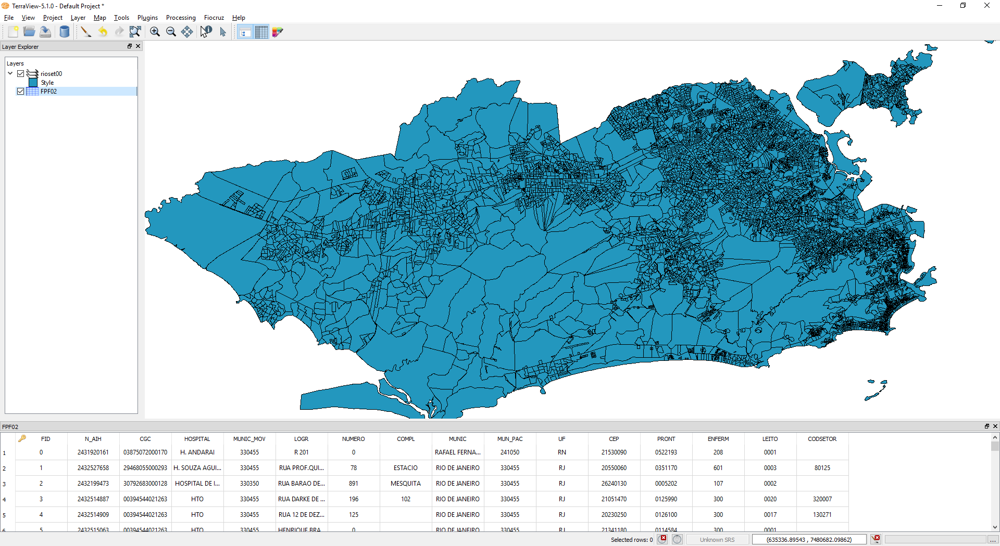 TerraView-5.1.0 - Default Project *
File View Project Layer Map Tools Plugins Processing Fiocruz Help
Layer Explorer
Layers
rioset00
Style
FPF02
FPF02
FID N_AIH CGC HOSPITAL MUNIC_MOV LOGR NUMERO COMPL MUNIC MUN_PAC UF CEP PRONT ENFERM LEITO CODSETOR
1 0 2431920161 03875072000170 H. ANDARAI 330455 R 201 0 RAFAEL FERNA... 241050 RN 21530090 0522193 208 0001
2 1 2432527658 29468055000293 H. SOUZA AGUI... 330455 RUA PROF.QUI... 78 ESTACIO RIO DE JANEIRO 330455 RJ 20550060 0351170 601 0003 80125
3 2 2432199473 30792683000128 HOSPITAL DE I... 330350 RUA BARAO DE... 891 MESQUITA RIO DE JANEIRO 330455 RJ 26240130 0005202 107 0002
4 3 2432514887 00394544021263 HTO 330455 RUA DARKE DE ... 196 102 RIO DE JANEIRO 330455 RJ 21051470 0125990 300 0020 320007
5 4 2432514909 00394544021263 HTO 330455 RUA 12 DE DEZ... 125 RIO DE JANEIRO 330455 RJ 20230250 0126100 300 0017 130271
6 5 2432515063 00394544021263 HTO 330455 HENRIQUE BRA... 0 RIO DE JANEIRO 330455 RJ 21341180 0114584 300 0001
Selected rows: 0 Unknown SRS (635336.89543 , 7480682.09862) ...